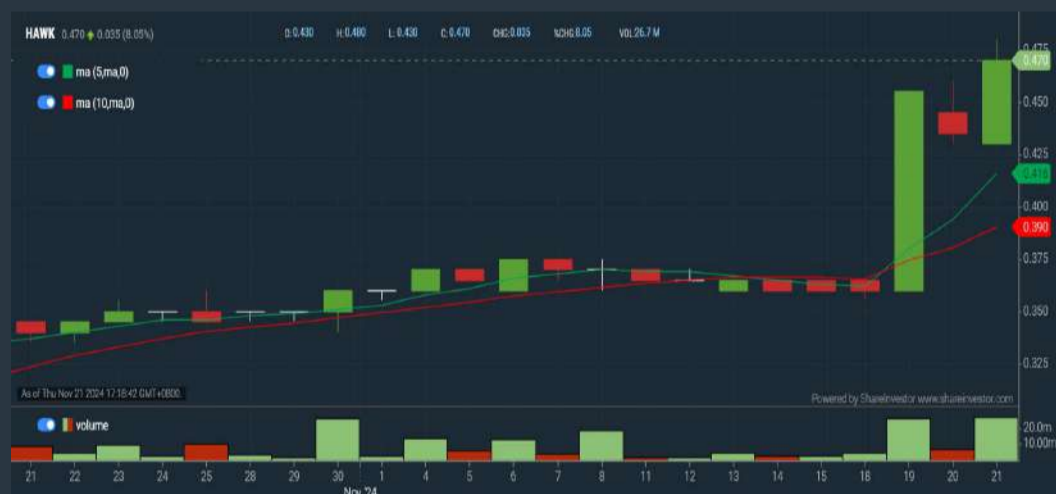 HAWK 0.470 0.035 (8.05%) O:0.430 H:0.480 L: 0.430 C:0.470 CHG:0.035 %CHG:8.05 VOL:26.7 M
ma (5,ma,0)
ma (10,ma,0)
0.475
0.470
0.450
0.425
0.416
0.400
0.390
0.375
0.350
0.325
As of Thu Nov 21 2024 17:18:42 GMT+0800.
Powered by ShareInvestor www.shareinvestor.com
volume
20.0m
10.00m
21 22 23 24 25 28 29 30 1 4 5 6 7 8 11 12 13 14 15 18 19 20 21
Nov '24